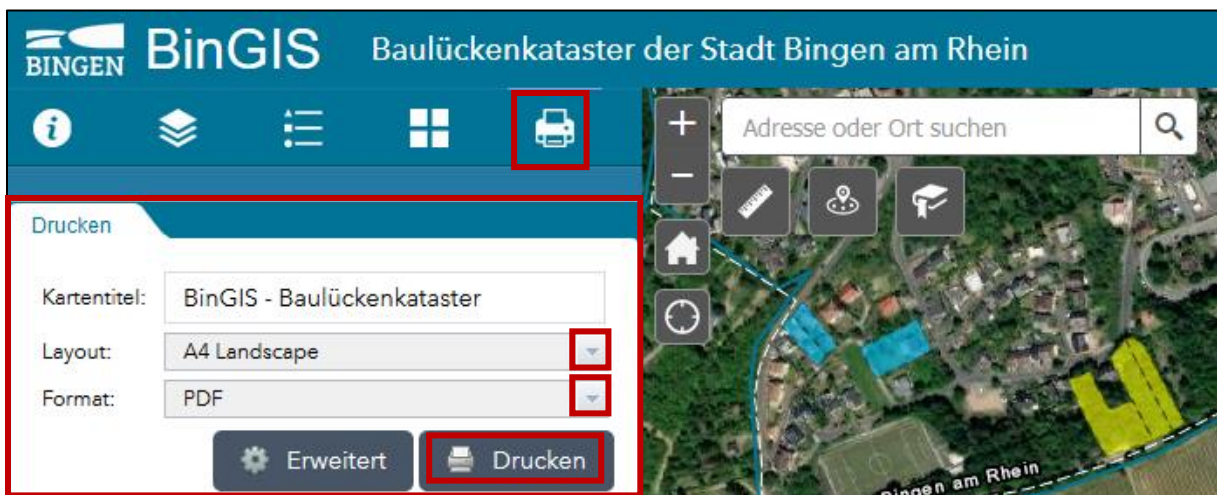 BINGEN
BinGIS
Baulückenkataster der Stadt Bingen am Rhein
Adresse oder Ort suchen
Drucken
Kartentitel: BinGIS - Baulückenkataster
Layout: A4 Landscape
Format: PDF
Erweitert
Drucken
Bingen am Rhein